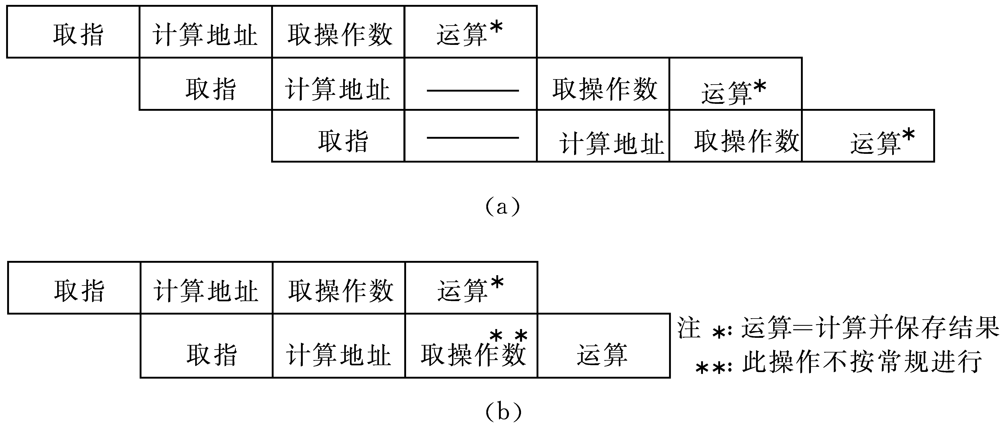 取指 计算地址 取操作数 运算*
取指 计算地址 —— 取操作数 运算*
取指 —— 计算地址 取操作数 运算*
(a)
取指 计算地址 取操作数 运算*
取指 计算地址 取操作数** 运算
注 *: 运算=计算并保存结果
**: 此操作不按常规进行
(b)